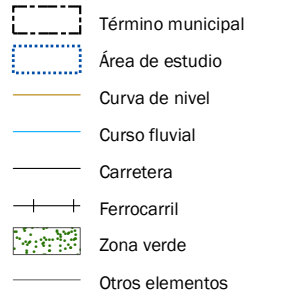 Término municipal
Área de estudio
Curva de nivel
Curso fluvial
Carretera
Ferrocarril
Zona verde
Otros elementos